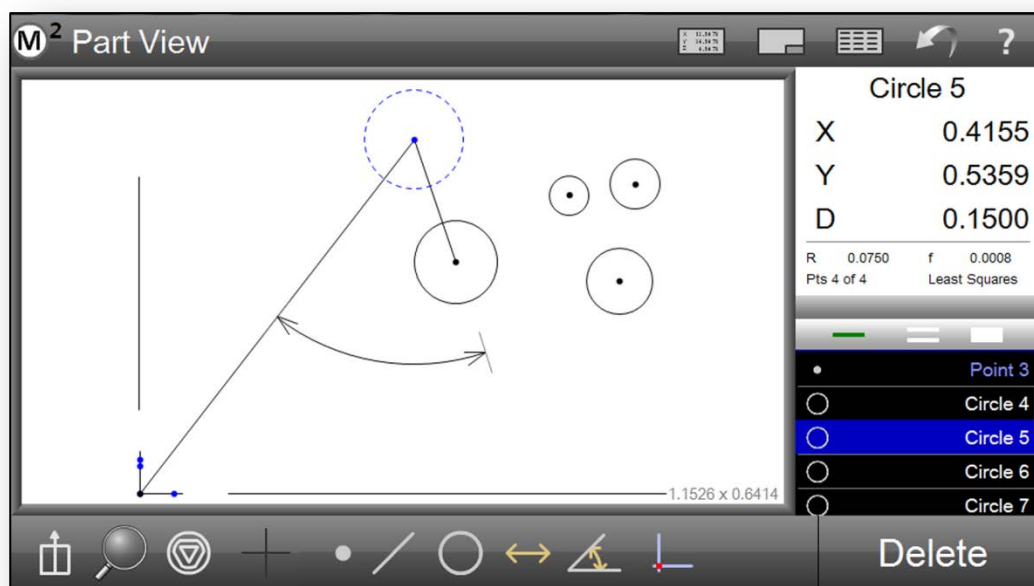 M² Part View
?
Circle 5
X 0.4155
Y 0.5359
D 0.1500
R 0.0750 f 0.0008
Pts 4 of 4 Least Squares
Point 3
Circle 4
Circle 5
Circle 6
Circle 7
1.1526 x 0.6414
Delete